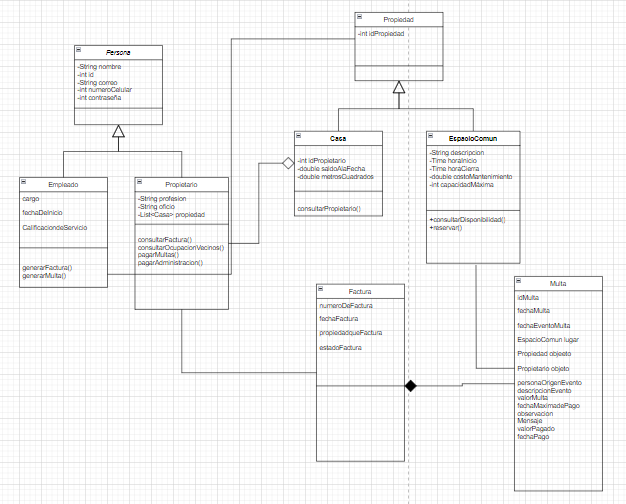 Propiedad
-int idPropiedad
Persona
-String nombre
-int id
-String correo
-int numeroCelular
-int contraseña
Casa
-int idPropietario
-double saldoAlaFecha
-double metrosCuadrados
consultarPropietario()
EspacioComun
-String descripcion
-Time horaInicio
-Time horaCierra
-double costoMantenimiento
-int capacidadMáxima
+consultarDisponibilidad()
+reservar()
Empleado
cargo
fechaDeInicio
CalificaciondeServicio
generarFactura()
generarMulta()
Propietario
-String profesion
-String oficio
-List<Casa> propiedad
consultarFactura()
consultarOcupacionVecinos()
pagarMultas()
pagarAdministracion()
Factura
numeroDeFactura
fechaFactura
propiedadqueFactura
estadoFactura
Multa
idMulta
fechaMulta
fechaEventoMulta
EspacioComun lugar
Propiedad objeeto
Propietario objeto
personaOrigenEvento
descripcionEvento
valorMulta
fechaMaximadePago
observacion
Mensaje
valorPagado
fechaPago